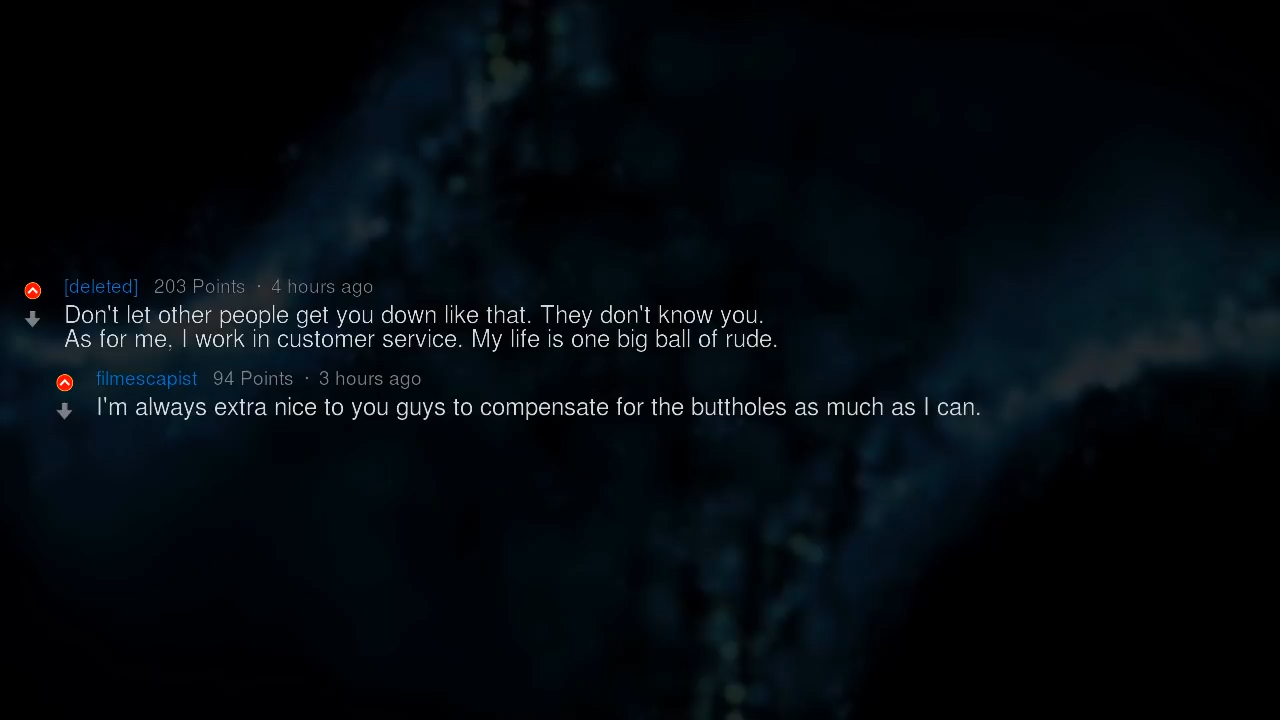 [deleted] 203 Points · 4 hours ago
Don't let other people get you down like that. They don't know you.
As for me, I work in customer service. My life is one big ball of rude.
filmescapist 94 Points · 3 hours ago
I'm always extra nice to you guys to compensate for the buttholes as much as I can.